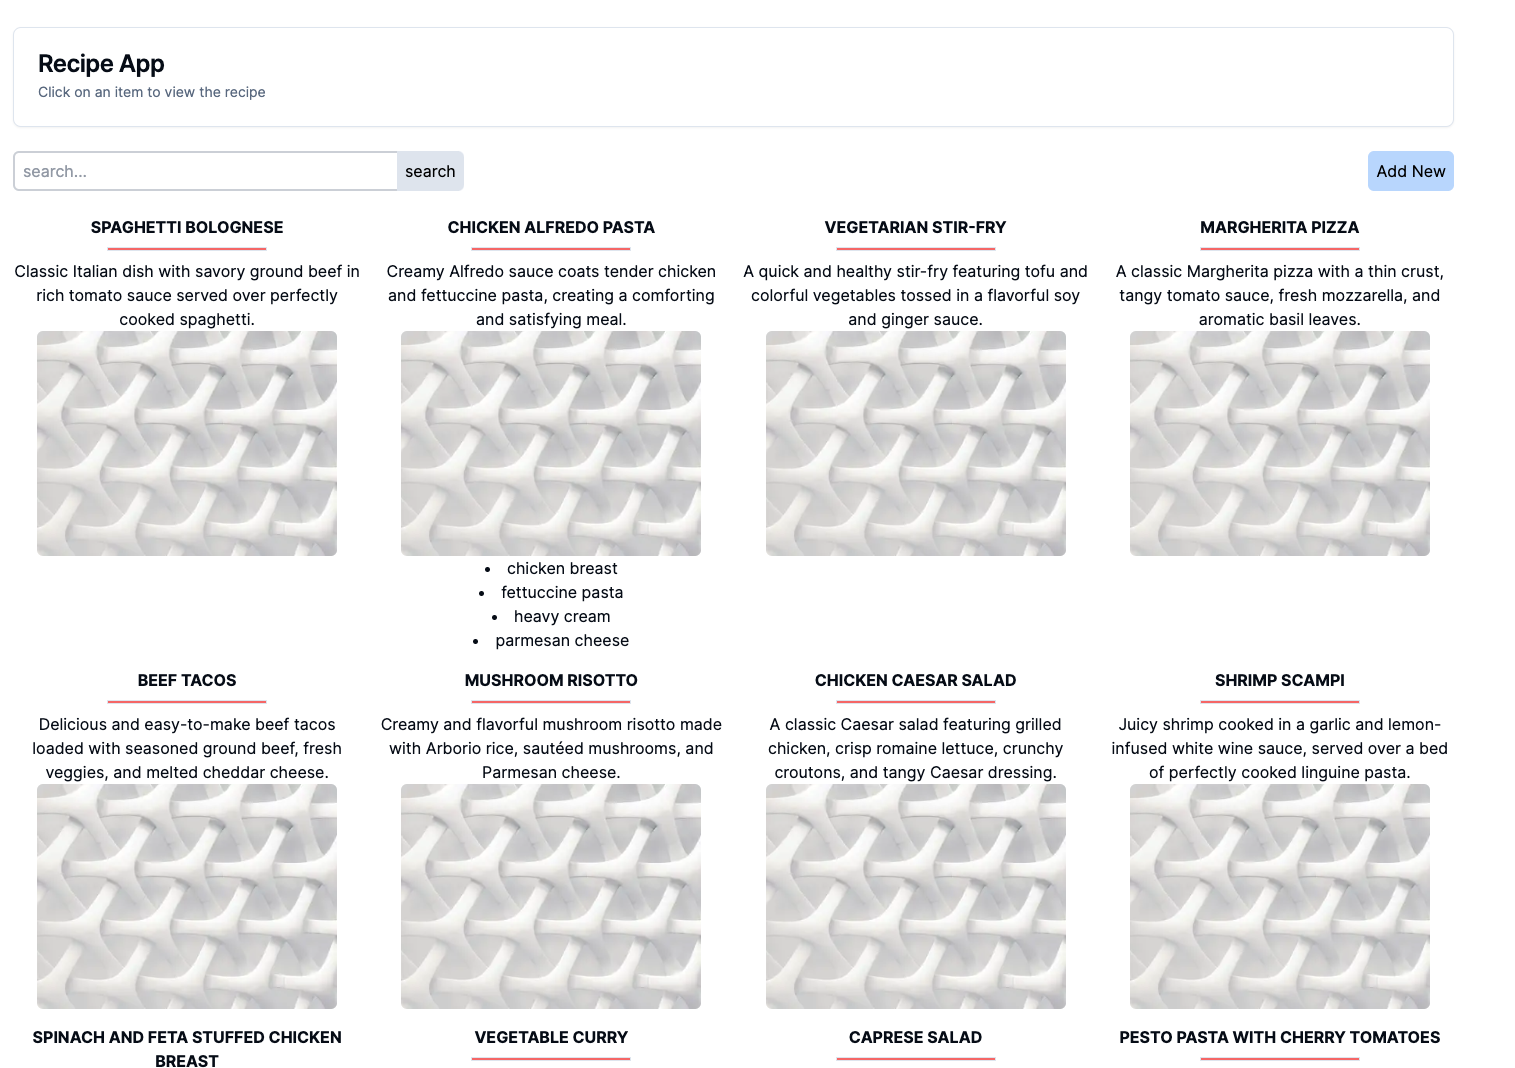 Recipe App
Click on an item to view the recipe
search...
search
Add New
SPAGHETTI BOLOGNESE
Classic Italian dish with savory ground beef in
rich tomato sauce served over perfectly
cooked spaghetti.
CHICKEN ALFREDO PASTA
Creamy Alfredo sauce coats tender chicken
and fettuccine pasta, creating a comforting
and satisfying meal.
• chicken breast
• fettuccine pasta
• heavy cream
• parmesan cheese
VEGETARIAN STIR-FRY
A quick and healthy stir-fry featuring tofu and
colorful vegetables tossed in a flavorful soy
and ginger sauce.
MARGHERITA PIZZA
A classic Margherita pizza with a thin crust,
tangy tomato sauce, fresh mozzarella, and
aromatic basil leaves.
BEEF TACOS
Delicious and easy-to-make beef tacos
loaded with seasoned ground beef, fresh
veggies, and melted cheddar cheese.
MUSHROOM RISOTTO
Creamy and flavorful mushroom risotto made
with Arborio rice, sautéed mushrooms, and
Parmesan cheese.
CHICKEN CAESAR SALAD
A classic Caesar salad featuring grilled
chicken, crisp romaine lettuce, crunchy
croutons, and tangy Caesar dressing.
SHRIMP SCAMPI
Juicy shrimp cooked in a garlic and lemon-
infused white wine sauce, served over a bed
of perfectly cooked linguine pasta.
SPINACH AND FETA STUFFED CHICKEN
BREAST
VEGETABLE CURRY
CAPRESE SALAD
PESTO PASTA WITH CHERRY TOMATOES